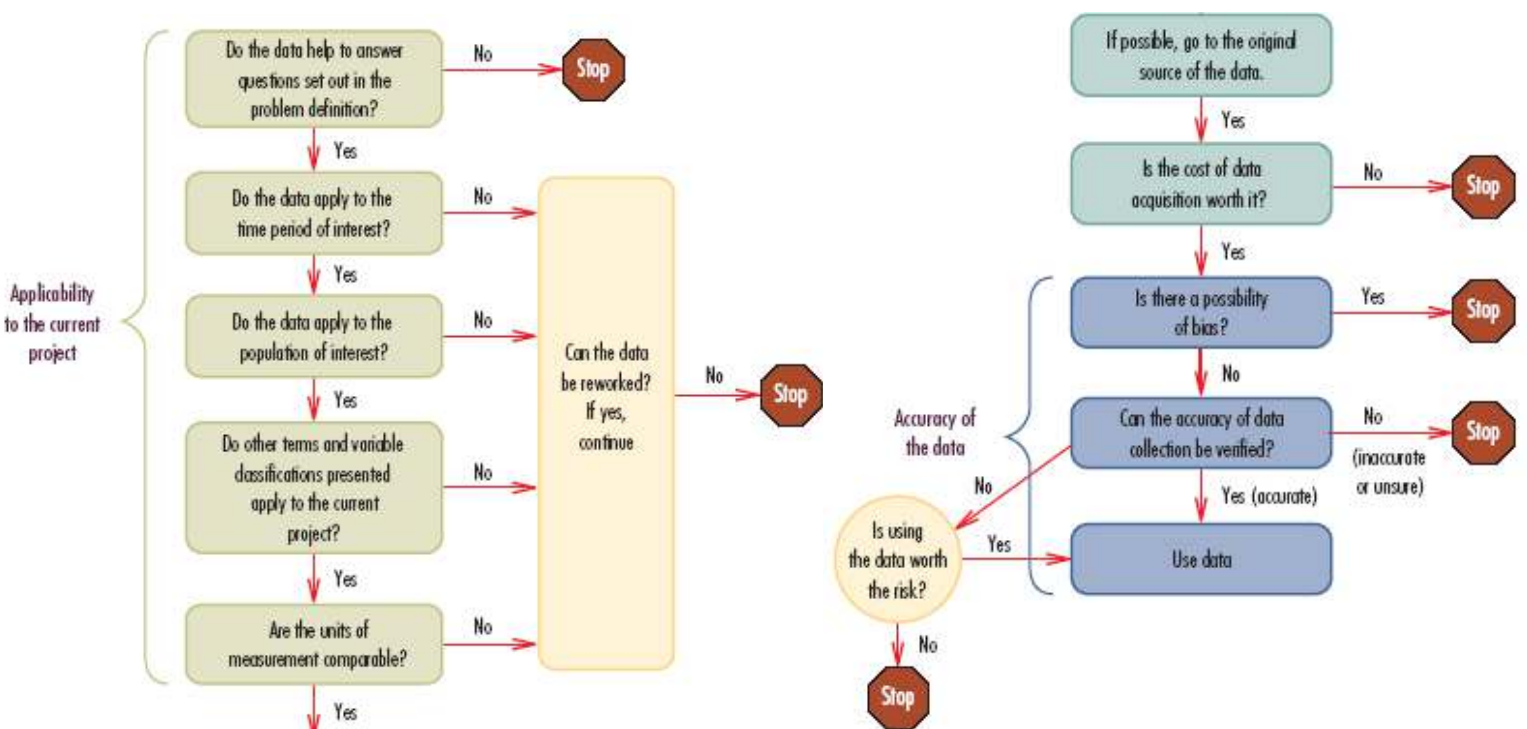 Applicability
to the current
project
Do the data help to answer
questions set out in the
problem definition?
No
Stop
Yes
Do the data apply to the
time period of interest?
No
Yes
Do the data apply to the
population of interest?
No
Yes
Do other terms and variable
classifications presented
apply to the current
project?
No
Yes
Are the units of
measurement comparable?
No
Yes
Can the data
be reworked?
If yes,
continue
No
Stop
If possible, go to the original
source of the data.
Yes
Is the cost of data
acquisition worth it?
No
Stop
Yes
Accuracy of
the data
Is there a possibility
of bias?
Yes
Stop
No
Can the accuracy of data
collection be verified?
No
(inaccurate
or unsure)
Stop
No
Yes (accurate)
Is using
the data worth
the risk?
Yes
Use data
No
Stop